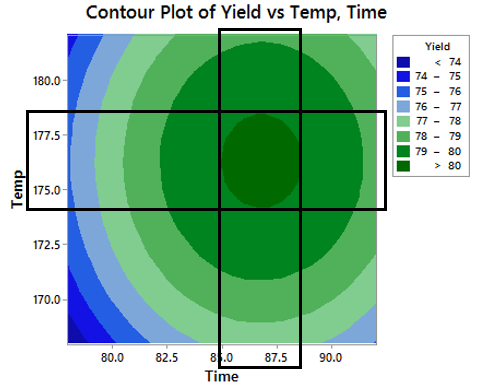 Contour Plot of Yield vs Temp, Time
Yield
< 74
74 – 75
75 – 76
76 – 77
77 – 78
78 – 79
79 – 80
> 80
180.0
177.5
175.0
172.5
170.0
Temp
80.0 82.5 85.0 87.5 90.0
Time